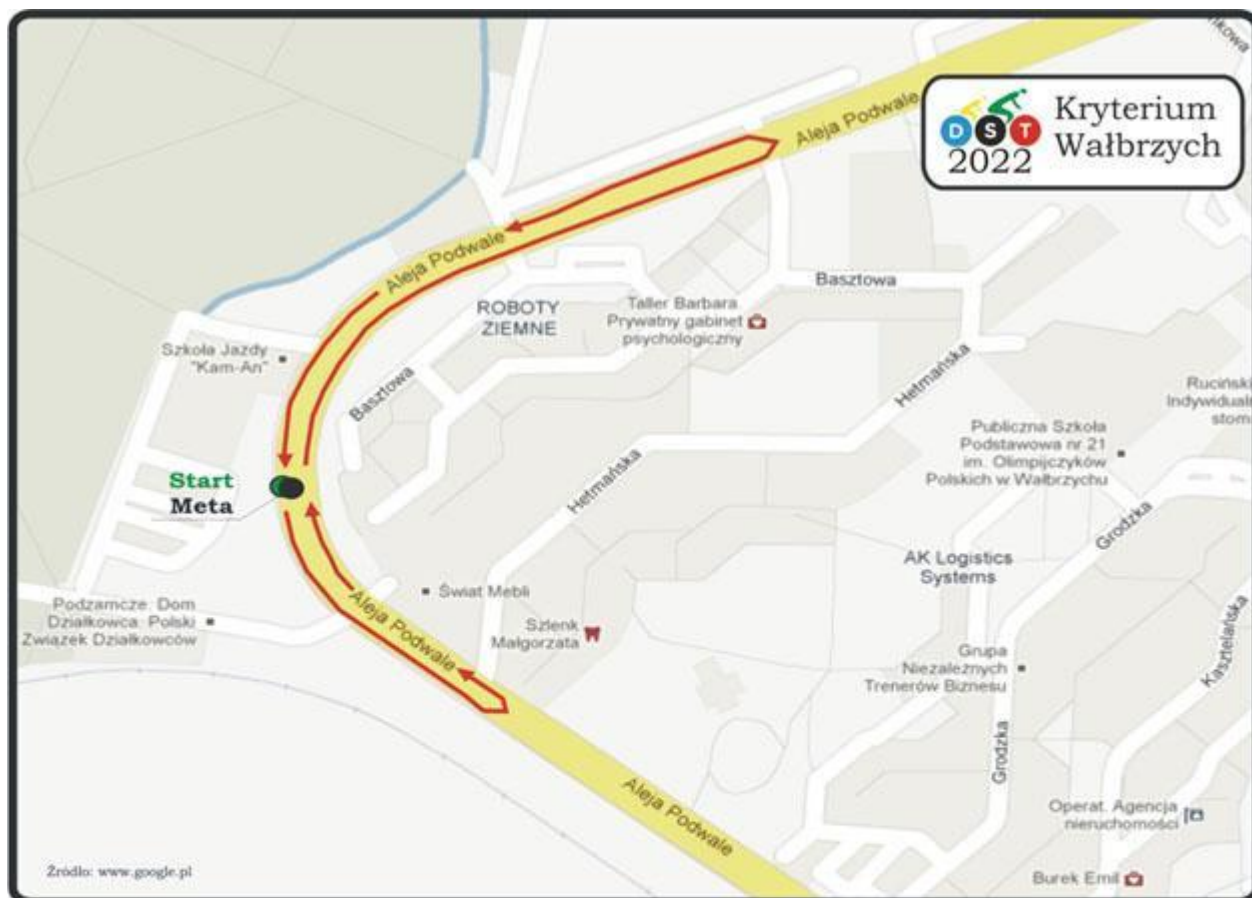 Kryterium
Wałbrzych
DST
2022
Aleja Podwale
Aleja Podwale
Basztowa
ROBOTY
ZIEMNE
Taller Barbara
Prywatny gabinet
psychologiczny
Szkoła Jazdy
"Kam-An"
Basztowa
Hetmańska
Ruciński
Indywidualn
stom.
Publiczna Szkoła
Podstawowa nr 21
im. Olimpijczyków
Polskich w Wałbrzychu
Start
Meta
Hetmańska
Grodzka
AK Logistics
Systems
Świat Mebli
Aleja Podwale
Podzamcze. Dom
Działkowca. Polski
Związek Działkowców
Szlenk
Małgorzata
Kasztelańska
Grupa
Niezależnych
Trenerów Biznesu
Grodzka
Aleja Podwale
Operat. Agencja
nieruchomości
Źródło: www.google.pl
Burek Emil